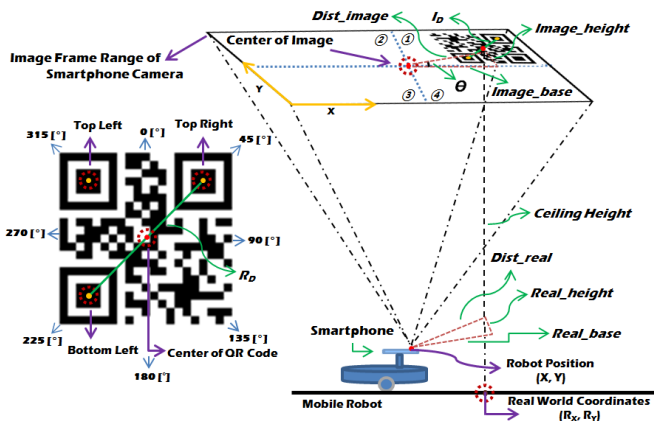 Dist_image
I_D
Image_height
Center of Image
② ①
Image Frame Range of
Smartphone Camera
Y
Θ
③ ④
Image_base
X
Top Left
Top Right
315 [°]
0 [°]
45 [°]
270 [°]
90 [°]
Ceiling Height
R_D
Dist_real
Real_height
Smartphone
Real_base
225 [°]
135 [°]
Bottom Left
Center of QR Code
180 [°]
Robot Position
(X, Y)
Mobile Robot
Real World Coordinates
(R_X, R_Y)